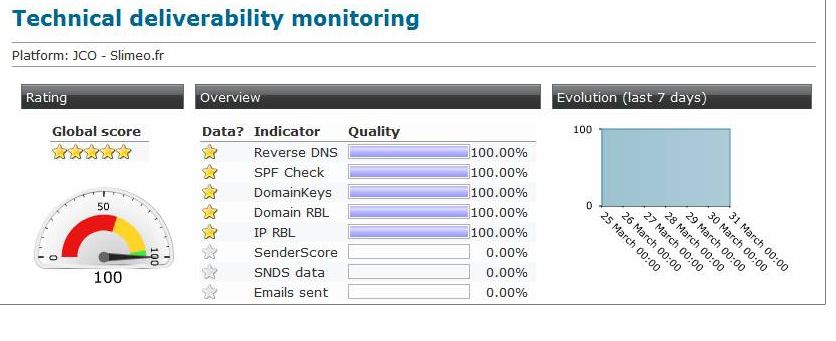 Technical deliverability monitoring
Platform: JCO - Slimeo.fr
Rating
Global score
50
0
100
100
Overview
Data? Indicator Quality
Reverse DNS 100.00%
SPF Check 100.00%
DomainKeys 100.00%
Domain RBL 100.00%
IP RBL 100.00%
SenderScore 0.00%
SNDS data 0.00%
Emails sent 0.00%
Evolution (last 7 days)
100
0
25 March 00:00
26 March 00:00
27 March 00:00
28 March 00:00
29 March 00:00
30 March 00:00
31 March 00:00